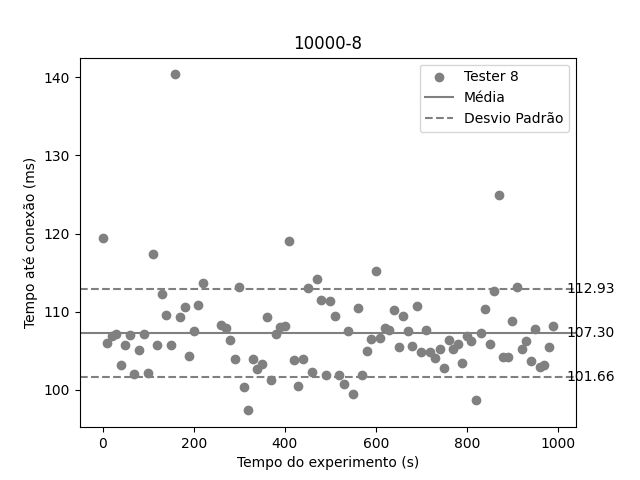 10000-8
Tester 8
Média
Desvio Padrão
Tempo até conexão (ms)
140
130
120
110
100
112.93
107.30
101.66
0 200 400 600 800 1000
Tempo do experimento (s)